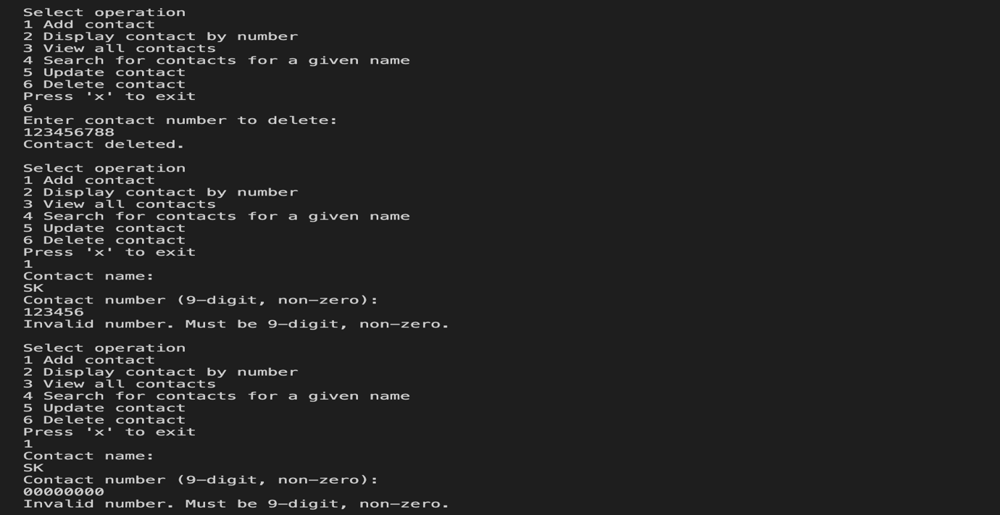 Select operation
1 Add contact
2 Display contact by number
3 View all contacts
4 Search for contacts for a given name
5 Update contact
6 Delete contact
Press 'x' to exit
6
Enter contact number to delete:
123456788
Contact deleted.

Select operation
1 Add contact
2 Display contact by number
3 View all contacts
4 Search for contacts for a given name
5 Update contact
6 Delete contact
Press 'x' to exit
1
Contact name:
SK
Contact number (9-digit, non-zero):
123456
Invalid number. Must be 9-digit, non-zero.

Select operation
1 Add contact
2 Display contact by number
3 View all contacts
4 Search for contacts for a given name
5 Update contact
6 Delete contact
Press 'x' to exit
1
Contact name:
SK
Contact number (9-digit, non-zero):
00000000
Invalid number. Must be 9-digit, non-zero.